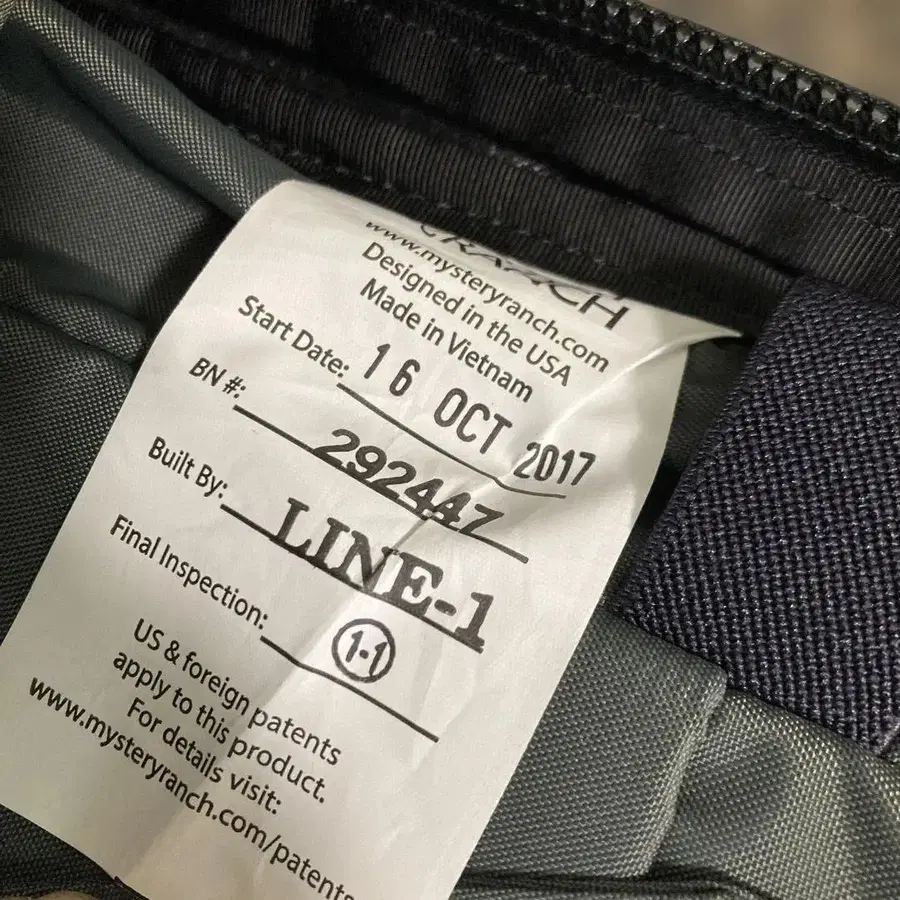 RANCH
www.mysteryranch.com
Designed in the USA
Made in Vietnam
Start Date: 16 OCT 2017
BN #: 292447
Built By: LINE-1
Final Inspection: 1-1
US & foreign patents
apply to this product.
For details visit:
www.mysteryranch.com/patents